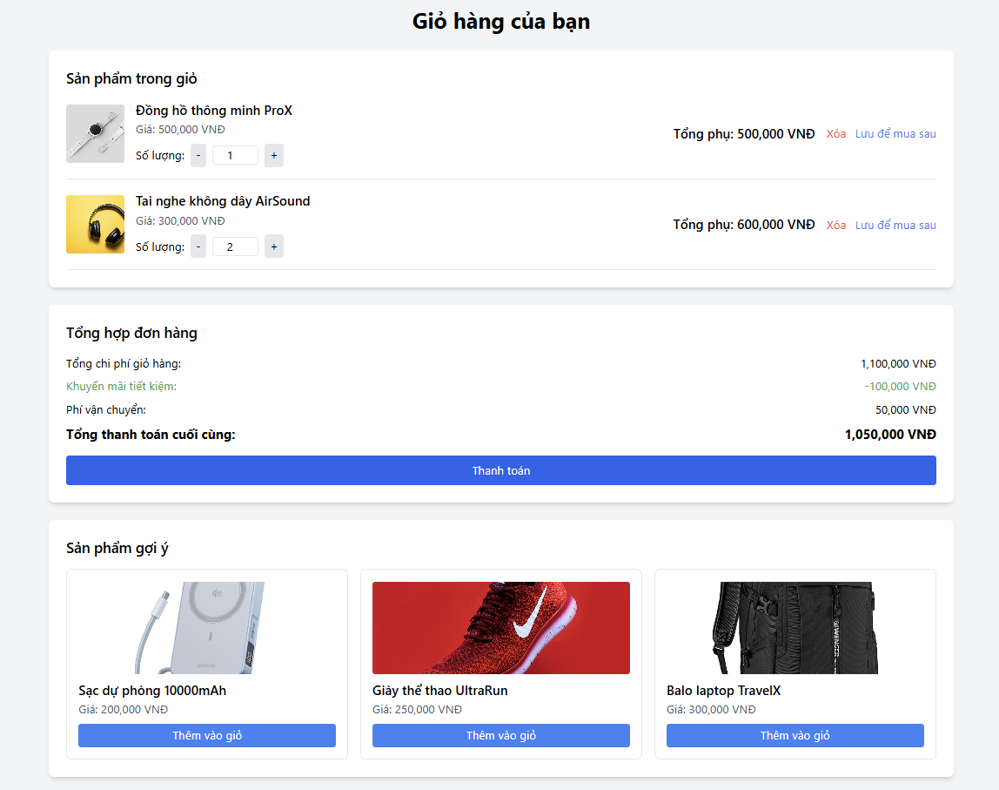 Giỏ hàng của bạn
Sản phẩm trong giỏ
Đồng hồ thông minh ProX
Giá: 500,000 VNĐ
Số lượng: - 1 +
Tổng phụ: 500,000 VNĐ Xóa Lưu để mua sau
Tai nghe không dây AirSound
Giá: 300,000 VNĐ
Số lượng: - 2 +
Tổng phụ: 600,000 VNĐ Xóa Lưu để mua sau
Tổng hợp đơn hàng
Tổng chi phí giỏ hàng: 1,100,000 VNĐ
Khuyến mãi tiết kiệm: -100,000 VNĐ
Phí vận chuyển: 50,000 VNĐ
Tổng thanh toán cuối cùng: 1,050,000 VNĐ
Thanh toán
Sản phẩm gợi ý
Sạc dự phòng 10000mAh
Giá: 200,000 VNĐ
Thêm vào giỏ
Giày thể thao UltraRun
Giá: 250,000 VNĐ
Thêm vào giỏ
WENGER
Balo laptop TravelX
Giá: 300,000 VNĐ
Thêm vào giỏ